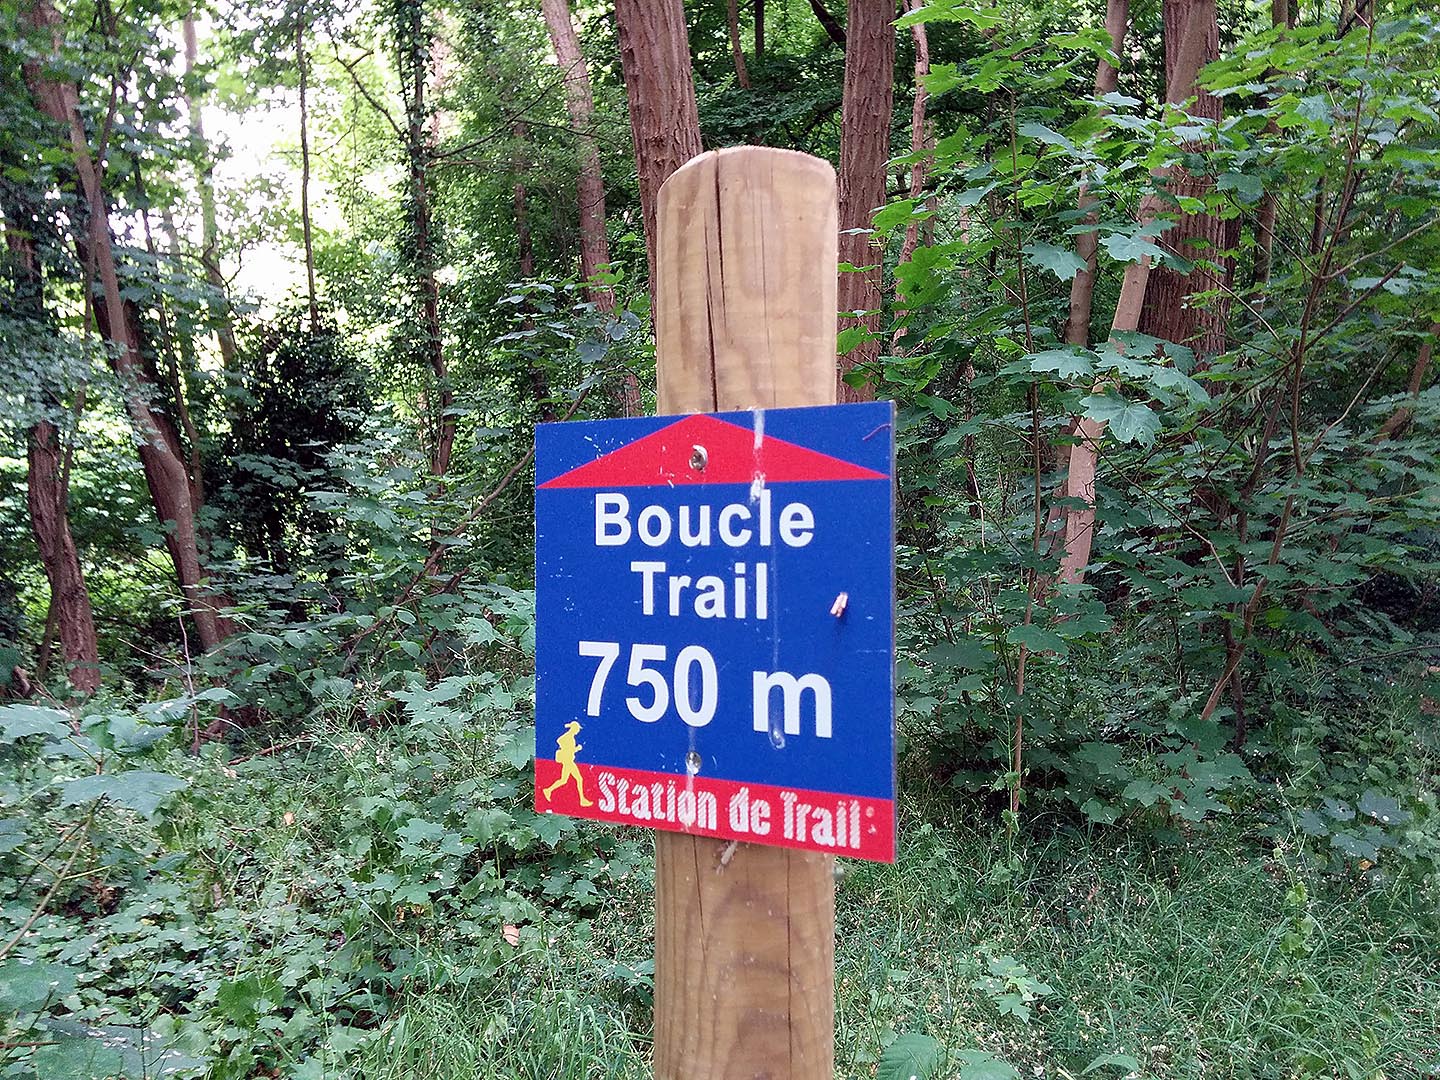 Boucle
Trail
750 m
Station de Trail